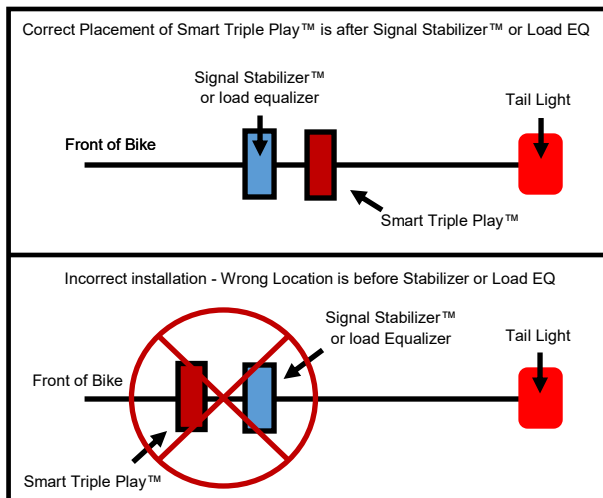 Correct Placement of Smart Triple Play™ is after Signal Stabilizer™ or Load EQ
Signal Stabilizer™
or load equalizer
Tail Light
Front of Bike
Smart Triple Play™
Incorrect installation - Wrong Location is before Stabilizer or Load EQ
Signal Stabilizer™
or load Equalizer
Tail Light
Front of Bike
Smart Triple Play™